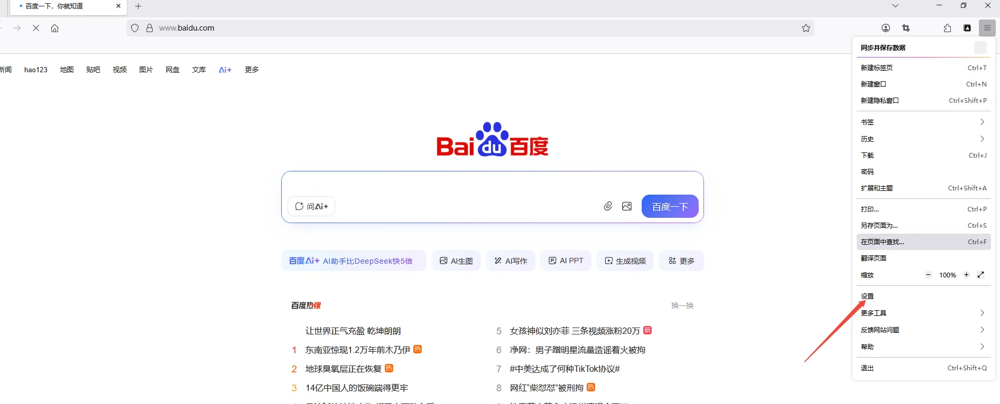 百度一下，你就知道
www.baidu.com
新闻 hao123 地图 贴吧 视频 图片 网盘 文库 Ai+ 更多
Bai du 百度
问Ai+
百度一下
百度Ai+ AI助手比DeepSeek快5倍 AI生图 AI写作 AI PPT 生成视频 更多
百度热搜 换一换
让世界正气充盈 乾坤朗朗
1 东南亚惊现1.2万年前木乃伊 热
2 地球臭氧层正在恢复 热
3 14亿中国人的饭碗端得更牢
5 女孩神似刘亦菲 三条视频涨粉20万 新
6 净网：男子蹭明星流量造谣着火被拘
7 #中美达成了何种TikTok协议#
8 网红“柴怼怼”被刑拘 热
同步并保存数据
新建标签页 Ctrl+T
新建窗口 Ctrl+N
新建隐私窗口 Ctrl+Shift+P
书签
历史
下载 Ctrl+J
密码
扩展和主题 Ctrl+Shift+A
打印... Ctrl+P
另存页面为... Ctrl+S
在页面中查找... Ctrl+F
翻译页面
缩放 − 100% +
设置
更多工具
反馈网站问题
帮助
退出 Ctrl+Shift+Q